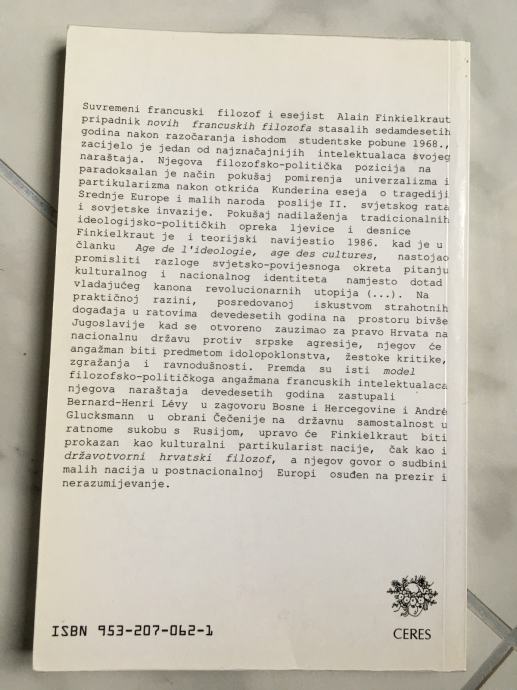 Suvremeni francuski filozof i esejist Alain Finkielkraut
pripadnik novih francuskih filozofa stasalih sedamdesetih
godina nakon razočaranja ishodom studentske pobune 1968.,
zacijelo je jedan od najznačajnijih intelektualaca svojeg
naraštaja. Njegova filozofsko-politička pozicija na
paradoksalan je način pokušaj pomirenja univerzalizma i
partikularizma nakon otkrića Kunderina eseja o tragediji
Srednje Europe i malih naroda poslije II. svjetskog rata
i sovjetske invazije. Pokušaj nadilaženja tradicionalnih
ideologijsko-političkih opreka ljevice i desnice
Finkielkraut je i teorijski navijestio 1986. kad je u
članku Age de l'ideologie, age des cultures, nastojao
promisliti razloge svjetsko-povijesnoga okreta pitanju
kulturnog i nacionalnog identiteta namjesto dotad
vladajućeg kanona revolucionarnih utopija (...). Na
praktičnoj razini, posredovanoj iskustvom strahotnih
događaja u ratovima devedesetih godina na prostoru bivše
Jugoslavije kad se otvoreno zauzimao za pravo Hrvata na
nacionalnu državu protiv srpske agresije, njegov će
angažman biti predmetom idolopoklonstva, žestoke kritike,
zgražanja i ravnodušnosti. Premda su isti model
filozofsko-političkoga angažmana francuskih intelektualaca
njegova naraštaja devedesetih godina zastupali
Bernard-Henri Lévy u zagovoru Bosne i Hercegovine i André
Glucksmann u obrani Čečenije na državnu samostalnost u
ratnome sukobu s Rusijom, upravo će Finkielkraut biti
prokazan kao kulturalni partikularist nacije, čak kao i
državotvorni hrvatski filozof, a njegov govor o sudbini
malih nacija u postnacionalnoj Europi osuđen na prezir i
nerazumijevanje.
ISBN 953-207-062-1
CERES